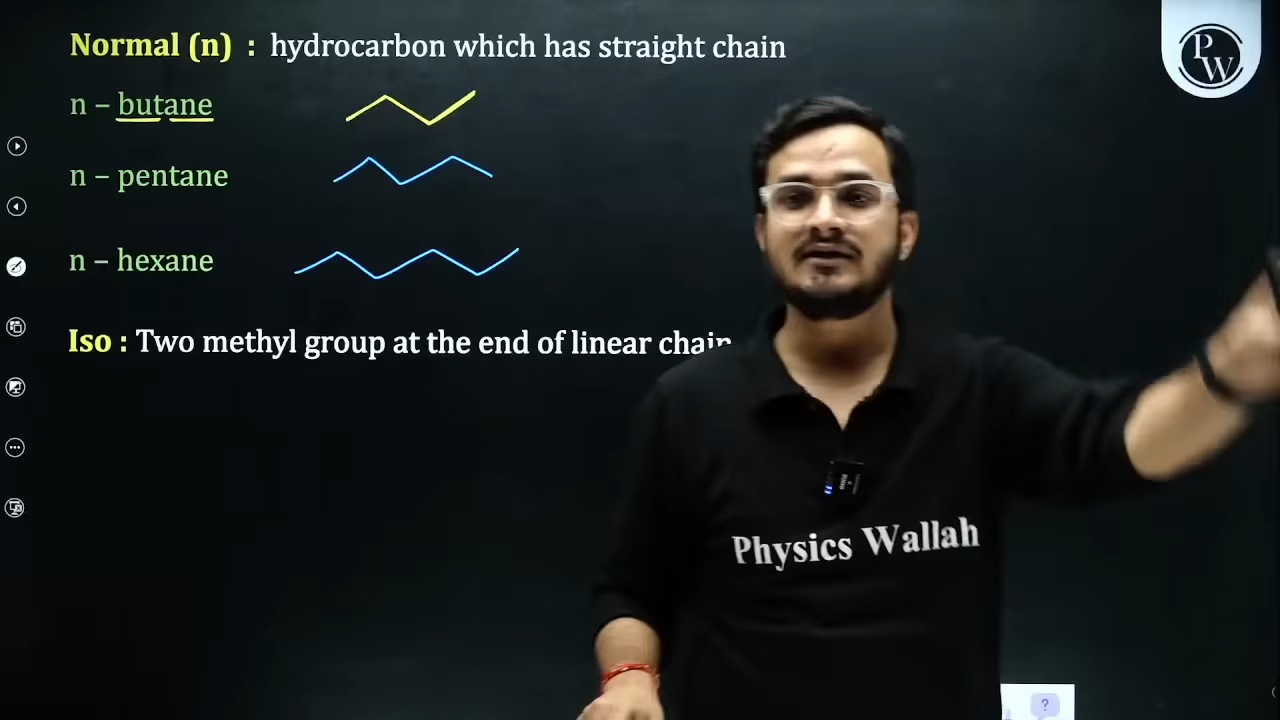 Normal (n) : hydrocarbon which has straight chain
n – butane
n – pentane
n – hexane
Iso : Two methyl group at the end of linear chain
PW
Physics Wallah
?